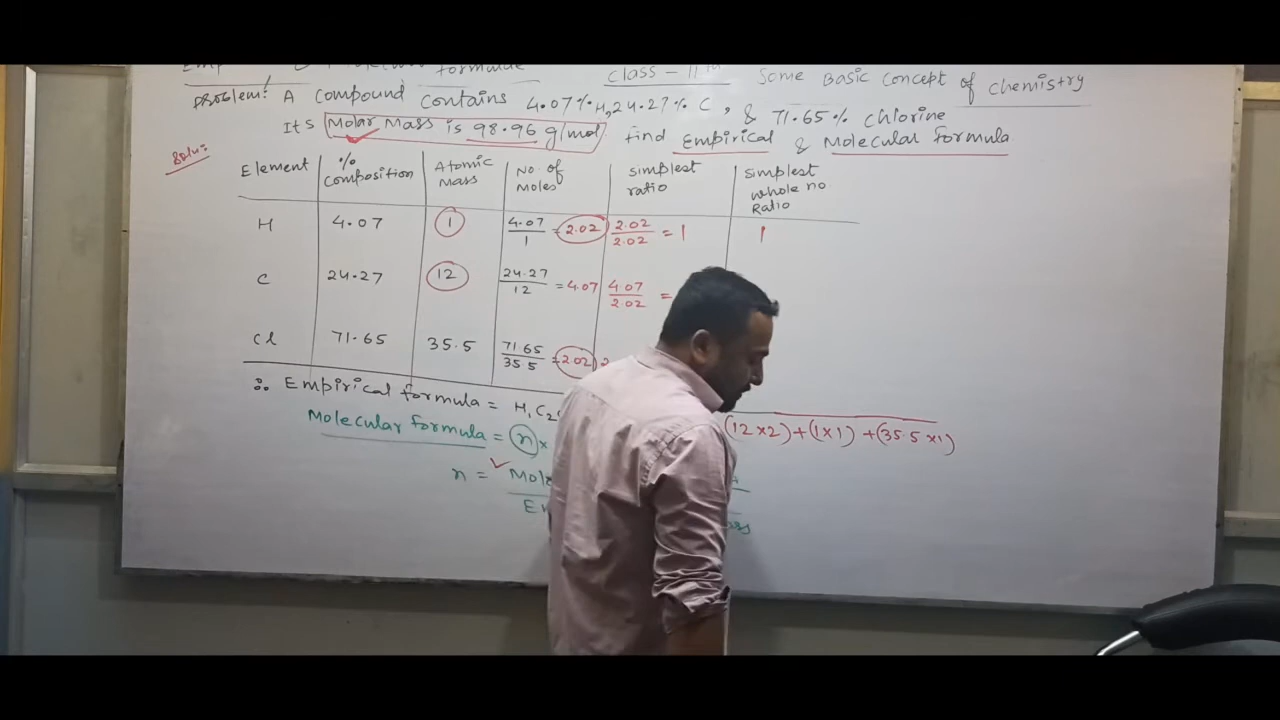 formulae Class - 11th Some Basic Concept of Chemistry
Problem: A Compound contains 4.07% H, 24.27% C, & 71.65% Chlorine
Its Molar Mass is 98.96 g/mol find Empirical & Molecular Formula
Solu:
Element % Composition Atomic Mass No. of Moles simplest ratio simplest whole no Ratio
H 4.07 1 4.07/1 = 2.02 2.02/2.02 = 1 1
C 24.27 12 24.27/12 = 4.07 4.07/2.02 =
Cl 71.65 35.5 71.65/35.5 = 2.02
∴ Empirical formula = H1C2
(12×2)+(1×1)+(35.5×1)
Molecular formula = n×
n =